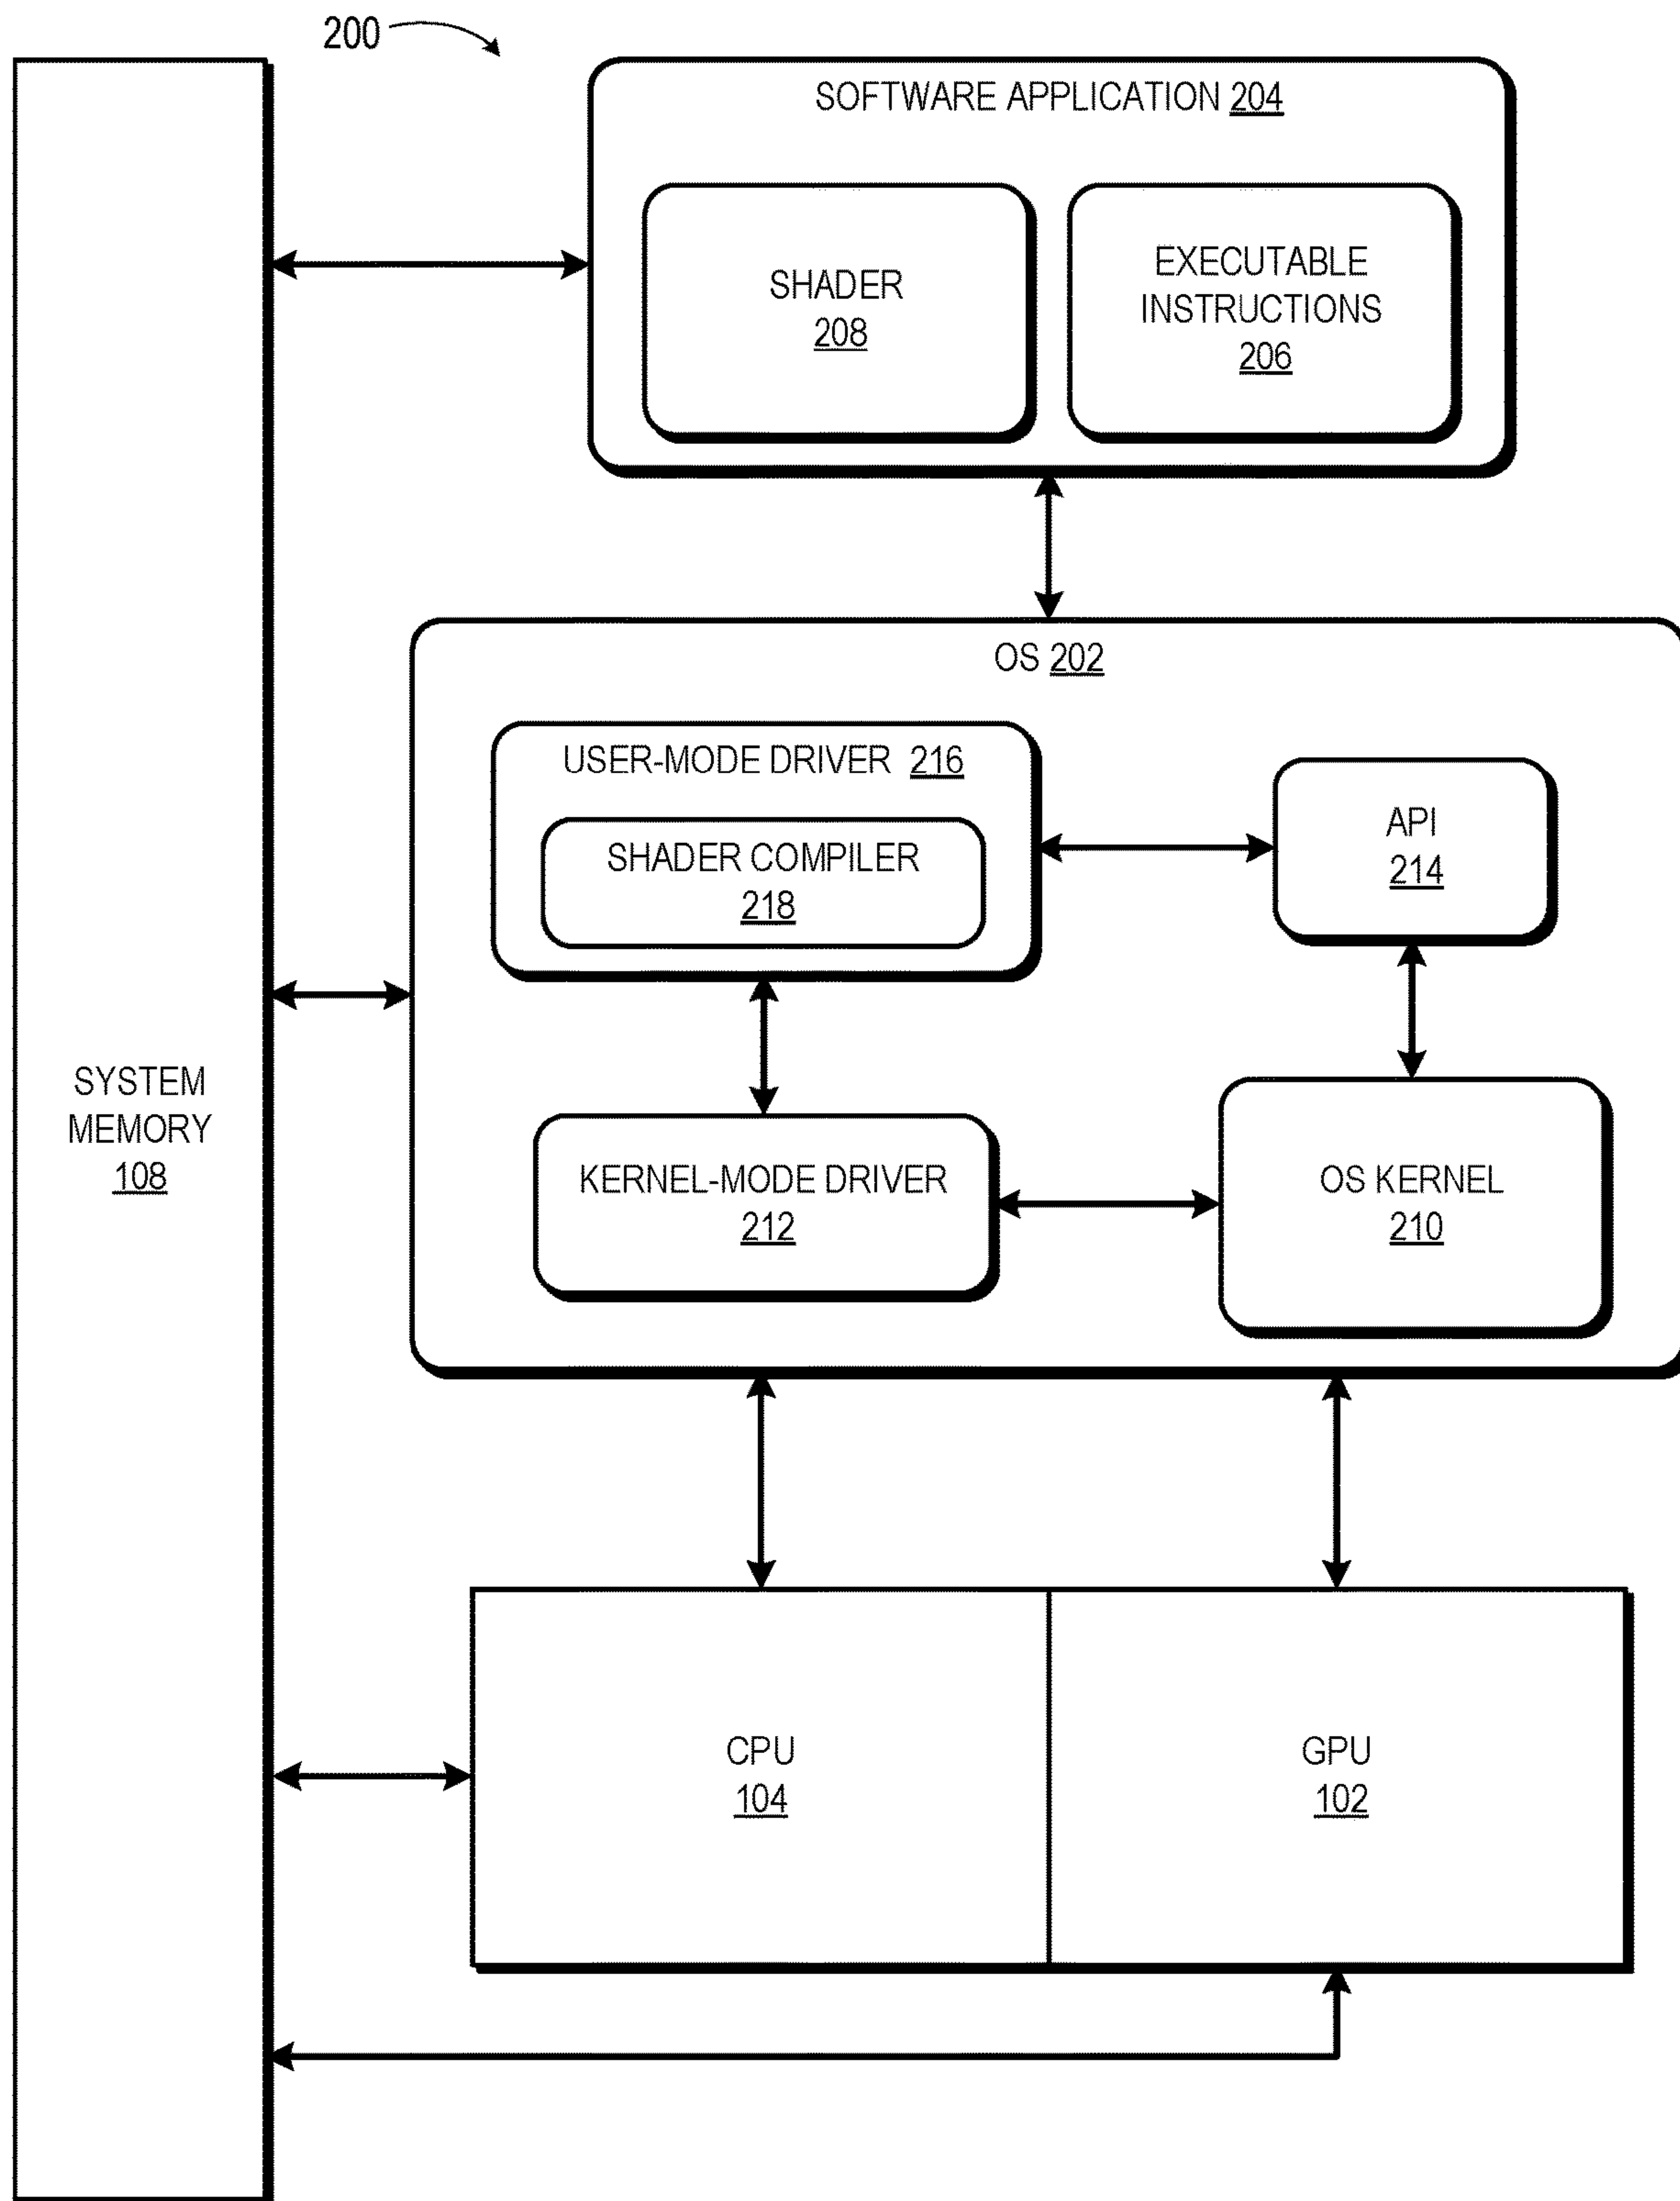 200
SOFTWARE APPLICATION 204
SHADER
208
EXECUTABLE
INSTRUCTIONS
206
OS 202
USER-MODE DRIVER 216
SHADER COMPILER
218
API
214
SYSTEM
MEMORY
108
KERNEL-MODE DRIVER
212
OS KERNEL
210
CPU
104
GPU
102